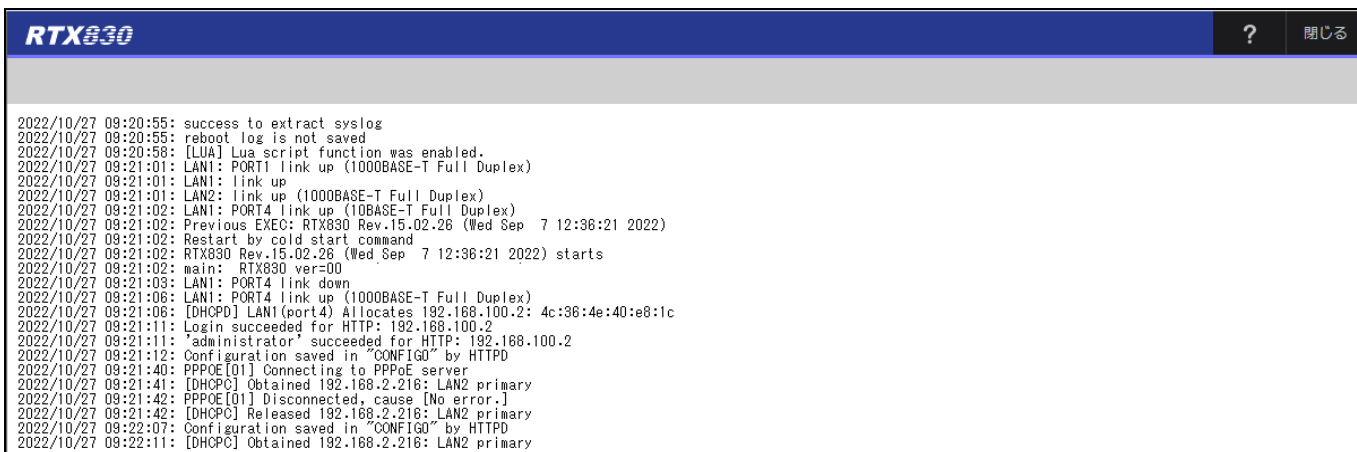 RTX830
?
閉じる
2022/10/27 09:20:55: success to extract syslog
2022/10/27 09:20:55: reboot log is not saved
2022/10/27 09:20:58: [LUA] Lua script function was enabled.
2022/10/27 09:21:01: LAN1: PORT1 link up (1000BASE-T Full Duplex)
2022/10/27 09:21:01: LAN1: link up
2022/10/27 09:21:01: LAN2: link up (1000BASE-T Full Duplex)
2022/10/27 09:21:02: LAN1: PORT4 link up (10BASE-T Full Duplex)
2022/10/27 09:21:02: Previous EXEC: RTX830 Rev.15.02.26 (Wed Sep  7 12:36:21 2022)
2022/10/27 09:21:02: Restart by cold start command
2022/10/27 09:21:02: RTX830 Rev.15.02.26 (Wed Sep  7 12:36:21 2022) starts
2022/10/27 09:21:02: main:  RTX830 ver=00
2022/10/27 09:21:03: LAN1: PORT4 link down
2022/10/27 09:21:06: LAN1: PORT4 link up (1000BASE-T Full Duplex)
2022/10/27 09:21:06: [DHCPD] LAN1(port4) Allocates 192.168.100.2: 4c:36:4e:40:e8:1c
2022/10/27 09:21:11: Login succeeded for HTTP: 192.168.100.2
2022/10/27 09:21:11: 'administrator' succeeded for HTTP: 192.168.100.2
2022/10/27 09:21:12: Configuration saved in "CONFIG0" by HTTPD
2022/10/27 09:21:40: PPPOE[01] Connecting to PPPoE server
2022/10/27 09:21:41: [DHCPC] Obtained 192.168.2.216: LAN2 primary
2022/10/27 09:21:42: PPPOE[01] Disconnected, cause [No error.]
2022/10/27 09:21:42: [DHCPC] Released 192.168.2.216: LAN2 primary
2022/10/27 09:22:07: Configuration saved in "CONFIG0" by HTTPD
2022/10/27 09:22:11: [DHCPC] Obtained 192.168.2.216: LAN2 primary